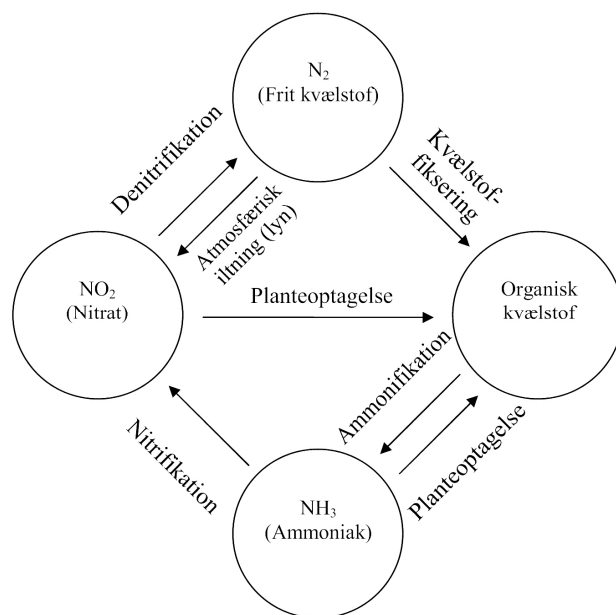 N₂
(Frit kvælstof)
Denitrifikation
Atmosfærisk
iltning (lyn)
Kvælstof-
fiksering
NO₂
(Nitrat)
Planteoptagelse
Organisk
kvælstof
Ammonifikation
Planteoptagelse
Nitrifikation
NH₃
(Ammoniak)